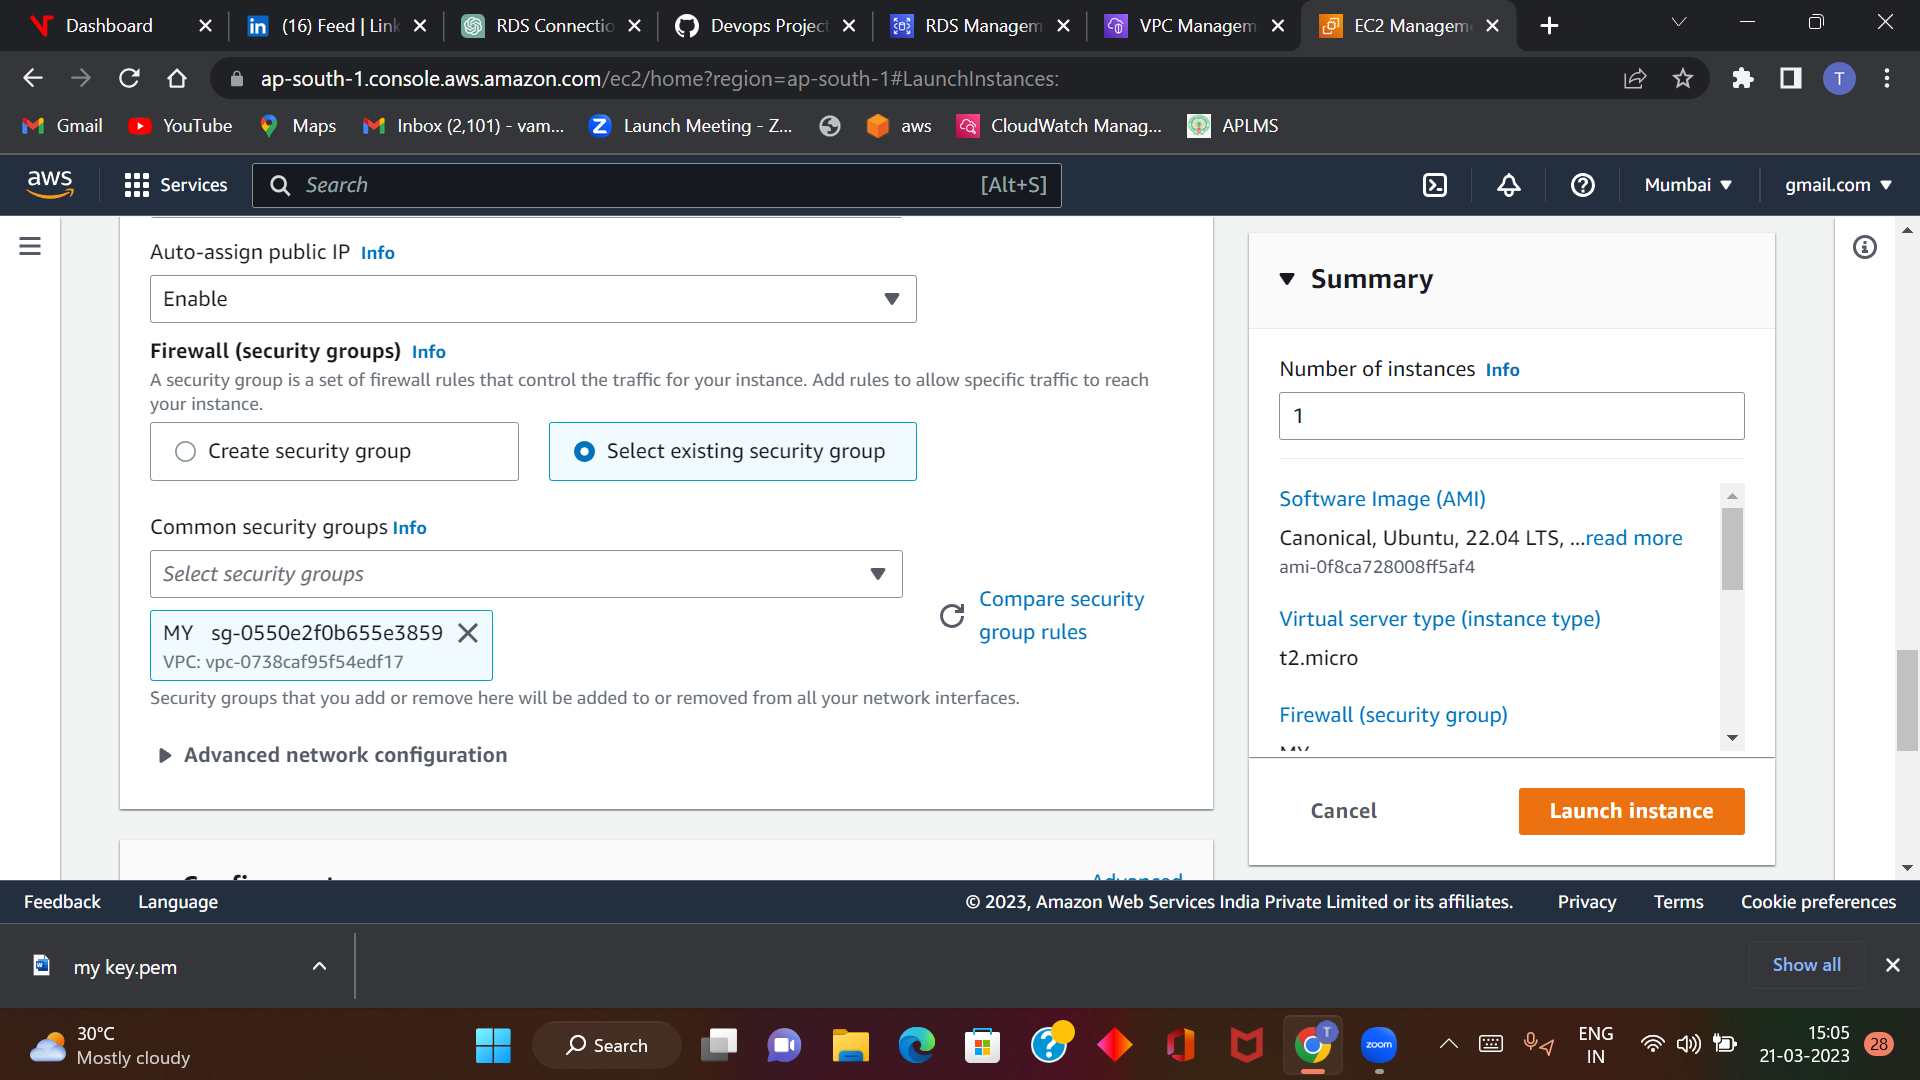 Dashboard
(16) Feed | Link
RDS Connectio
Devops Project
RDS Managem
VPC Managem
EC2 Managem
ap-south-1.console.aws.amazon.com/ec2/home?region=ap-south-1#LaunchInstances:
T
Gmail
YouTube
Maps
Inbox (2,101) - vam...
Launch Meeting - Z...
aws
CloudWatch Manag...
APLMS
aws
Services
Search
[Alt+S]
Mumbai
gmail.com
Auto-assign public IP Info
Enable
Firewall (security groups) Info
A security group is a set of firewall rules that control the traffic for your instance. Add rules to allow specific traffic to reach
your instance.
Create security group
Select existing security group
Common security groups Info
Select security groups
Compare security
group rules
MY sg-0550e2f0b655e3859
VPC: vpc-0738caf95f54edf17
Security groups that you add or remove here will be added to or removed from all your network interfaces.
Advanced network configuration
Summary
Number of instances Info
1
Software Image (AMI)
Canonical, Ubuntu, 22.04 LTS, ...read more
ami-0f8ca728008ff5af4
Virtual server type (instance type)
t2.micro
Firewall (security group)
MY
Cancel
Launch instance
Advanced
Feedback
Language
© 2023, Amazon Web Services India Private Limited or its affiliates.
Privacy
Terms
Cookie preferences
my key.pem
Show all
30°C
Mostly cloudy
Search
T
zoom
ENG
IN
15:05
21-03-2023
28